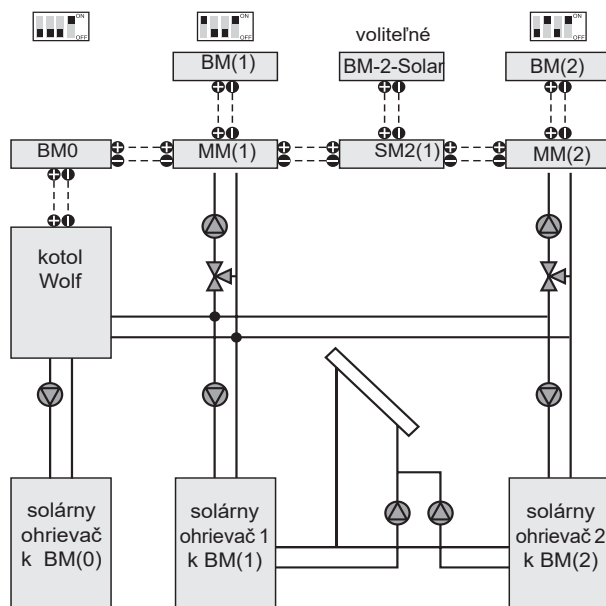 ON
OFF
ON
OFF
ON
OFF
voliteľné
BM(1)
BM-2-Solar
BM(2)
BM0
MM(1)
SM2(1)
MM(2)
kotol
Wolf
solárny
ohrievač
k BM(0)
solárny
ohrievač 1
k BM(1)
solárny
ohrievač 2
k BM(2)